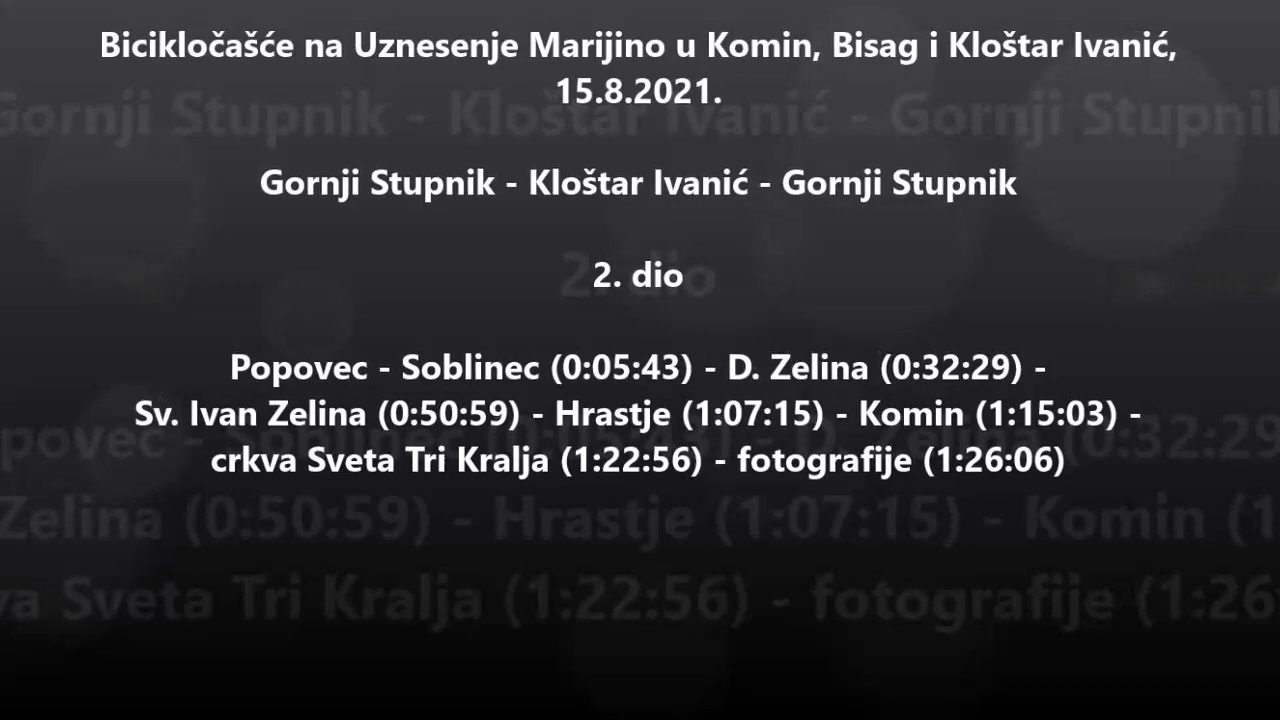 Bicikločašće na Uznesenje Marijino u Komin, Bisag i Kloštar Ivanić,
15.8.2021.
Gornji Stupnik - Kloštar Ivanić - Gornji Stupnik
2. dio
Popovec - Soblinec (0:05:43) - D. Zelina (0:32:29) -
Sv. Ivan Zelina (0:50:59) - Hrastje (1:07:15) - Komin (1:15:03) -
crkva Sveta Tri Kralja (1:22:56) - fotografije (1:26:06)